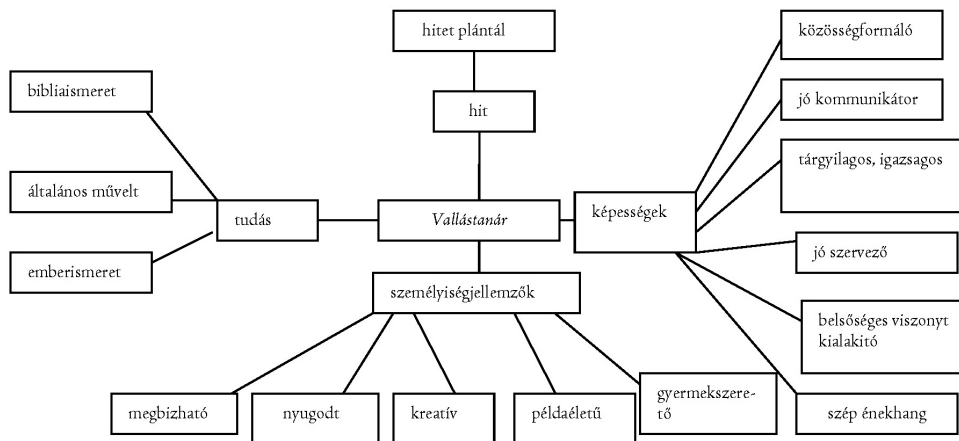 hitet plántál
közösségformáló
bibliaismeret
hit
jó kommunikátor
tárgyilagos, igazsagos
általános művelt
tudás
Vallástanár
képességek
jó szervező
emberismeret
személyiségjellemzők
belsőséges viszonyt
kialakitó
megbizható
nyugodt
kreatív
példaéletű
gyermekszere-
tő
szép énekhang